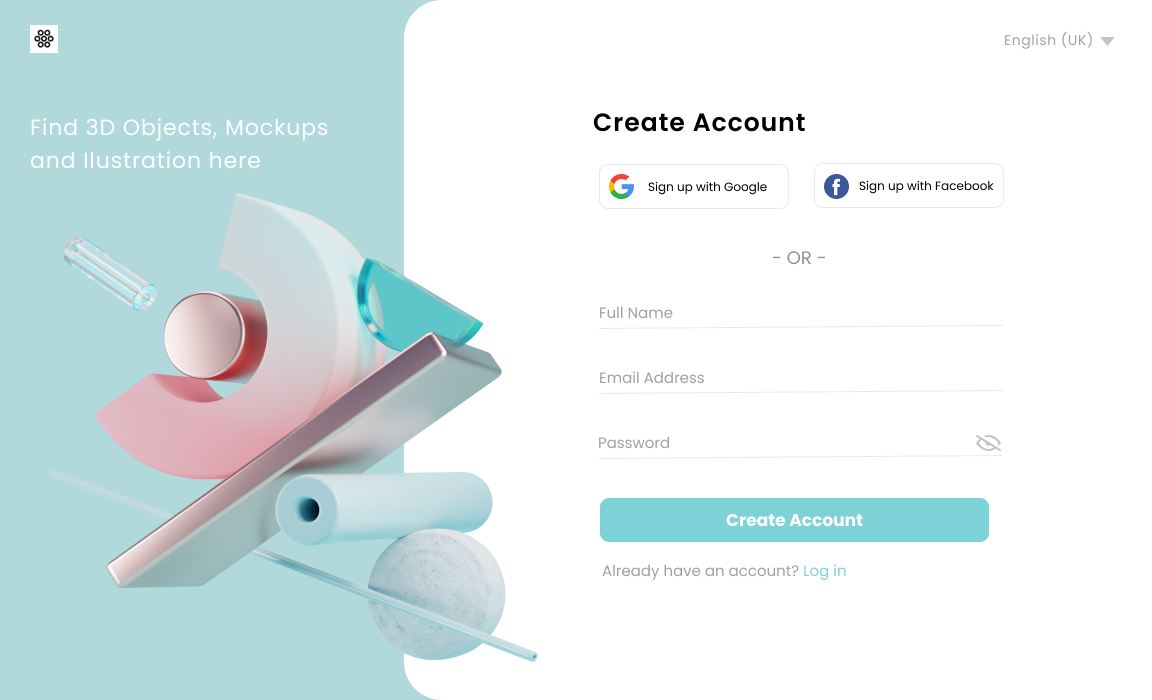 English (UK)
Find 3D Objects, Mockups
and Ilustration here
Create Account
Sign up with Google
Sign up with Facebook
- OR -
Full Name
Email Address
Password
Create Account
Already have an account? Log in